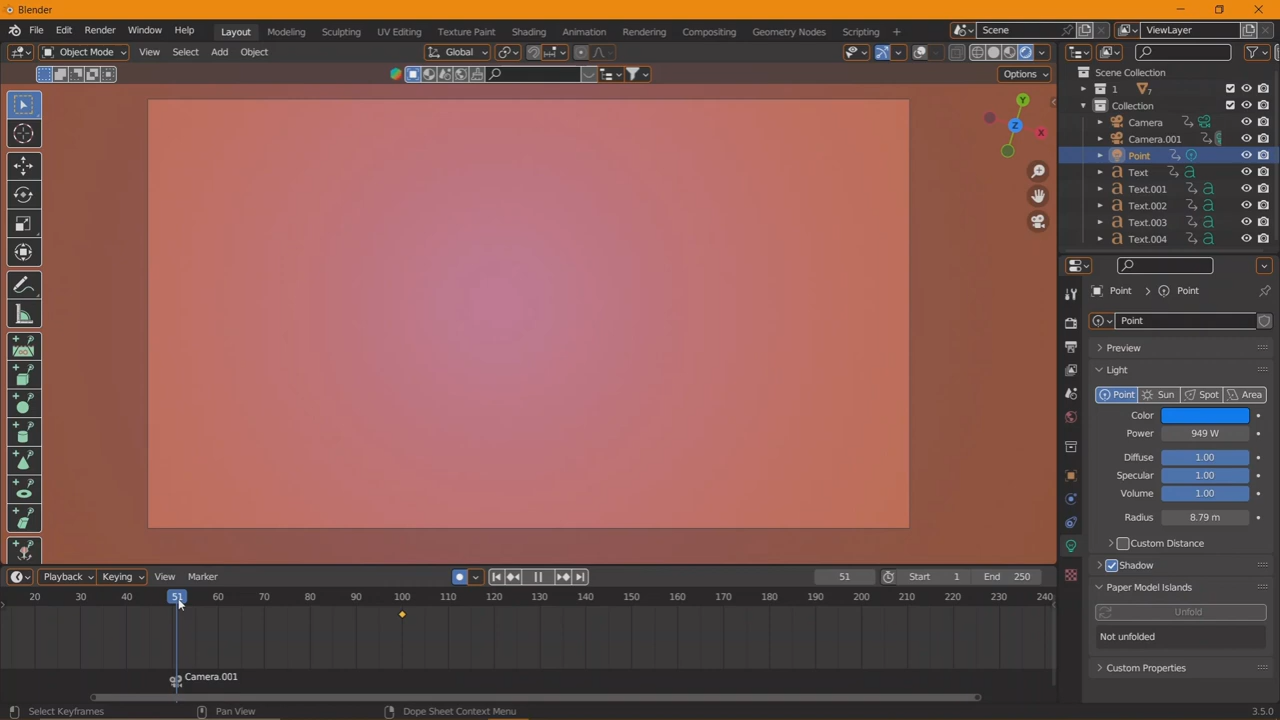 Blender
File Edit Render Window Help Layout Modeling Sculpting UV Editing Texture Paint Shading Animation Rendering Compositing Geometry Nodes Scripting + Scene ViewLayer
Object Mode View Select Add Object Global
Options
Scene Collection
1 7
Collection
Camera
Camera.001
Point
Text
Text.001
Text.002
Text.003
Text.004
Y
Z
X
Point > Point
Point
Preview
Light
Point Sun Spot Area
Color
Power 949 W
Diffuse 1.00
Specular 1.00
Volume 1.00
Radius 8.79 m
Custom Distance
Shadow
Paper Model Islands
Unfold
Not unfolded
Custom Properties
Playback Keying View Marker 51 Start 1 End 250
20 30 40 51 60 70 80 90 100 110 120 130 140 150 160 170 180 190 200 210 220 230 240
Camera.001
Select Keyframes Pan View Dope Sheet Context Menu 3.5.0